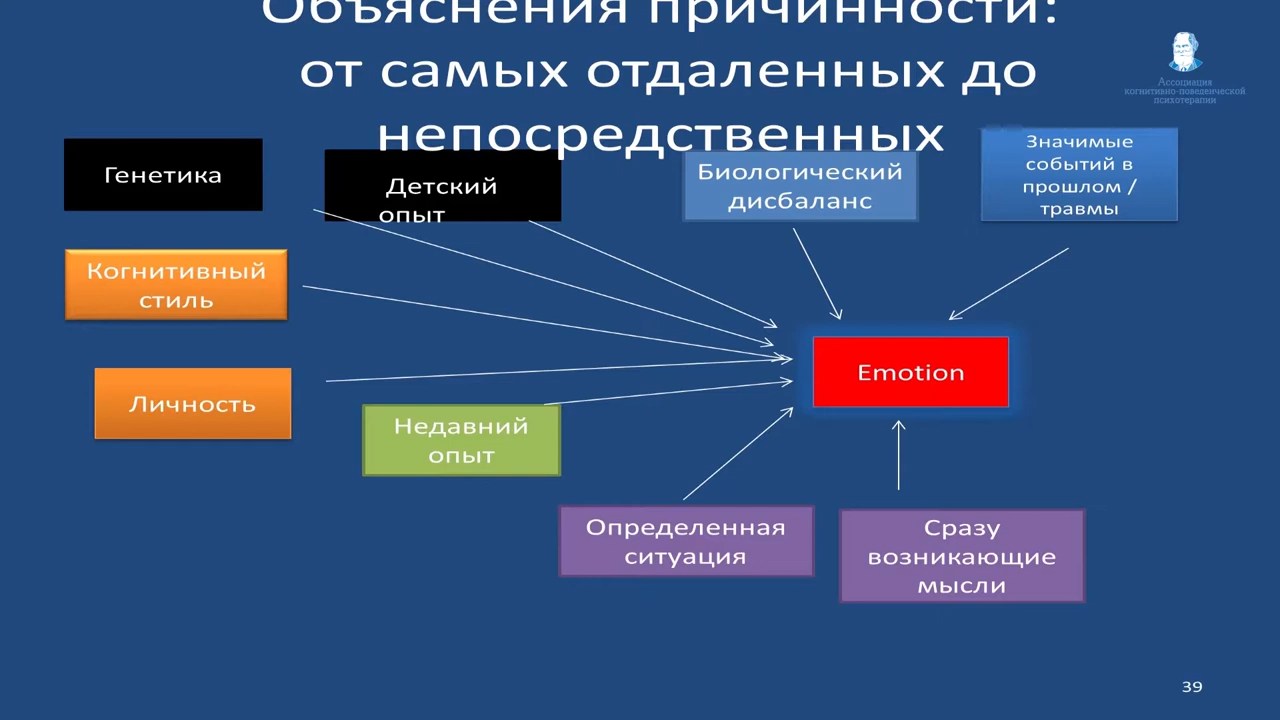 Объяснения причинности:
от самых отдаленных до
непосредственных
Ассоциация
когнитивно-поведенческой
психотерапии
Генетика
Детский
опыт
Биологический
дисбаланс
Значимые
событий в
прошлом /
травмы
Когнитивный
стиль
Emotion
Личность
Недавний
опыт
Определенная
ситуация
Сразу
возникающие
мысли
39